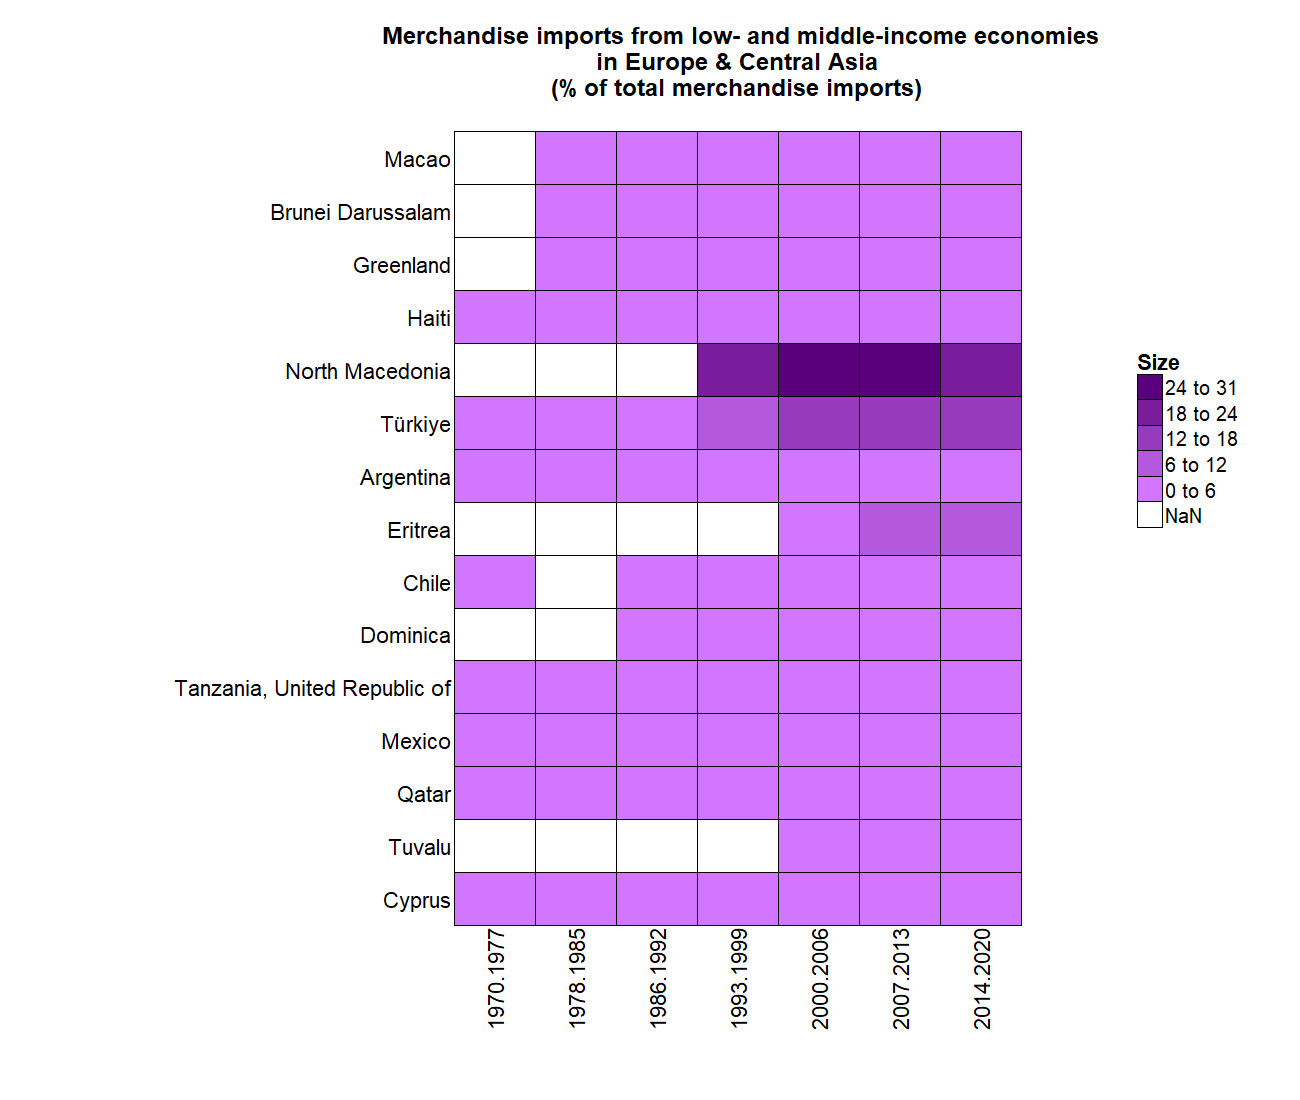 Merchandise imports from low- and middle-income economies
in Europe & Central Asia
(% of total merchandise imports)
Macao
Brunei Darussalam
Greenland
Haiti
North Macedonia
Türkiye
Argentina
Eritrea
Chile
Dominica
Tanzania, United Republic of
Mexico
Qatar
Tuvalu
Cyprus
1970.1977
1978.1985
1986.1992
1993.1999
2000.2006
2007.2013
2014.2020
Size
24 to 31
18 to 24
12 to 18
6 to 12
0 to 6
NaN